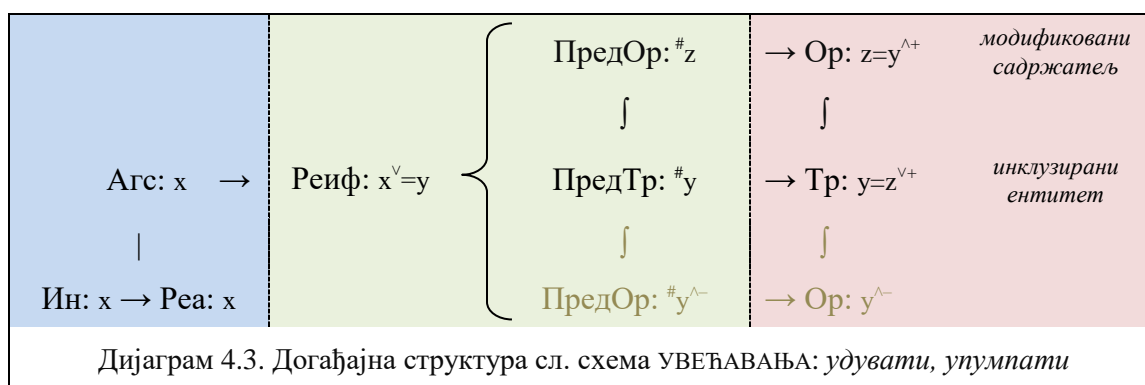 ПредОр: #z → Ор: z=y^+ модификовани
садржатељ
∫ ∫
Агс: x → Реиф: x˅=y ПредТр: #y → Тр: y=z˅+ инклузирани
ентитет
| ∫ ∫
Ин: x → Реа: x ПредОр: #y^– → Ор: y^–
Дијаграм 4.3. Догађајна структура сл. схема УВЕЋАВАЊА: удувати, упумпати